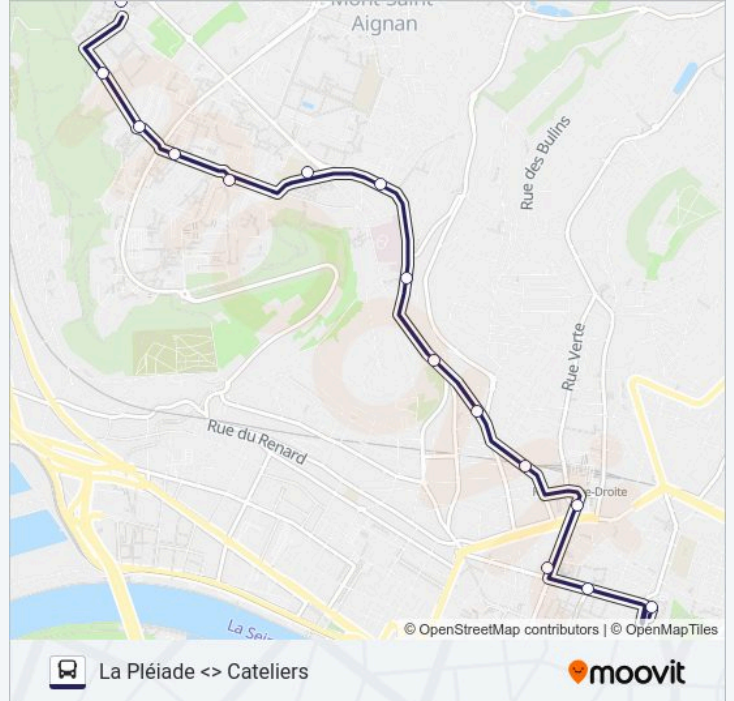 Mont-Saint
Aignan
Rue des Bulins
Rue Verte
Rue du Renard
e-Droite
La Sei
© OpenStreetMap contributors | © OpenMapTiles
La Pléiade <> Cateliers
moovit